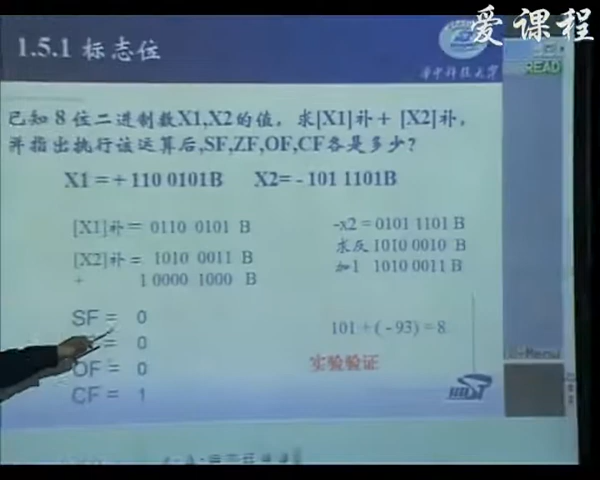 爱课程
1.5.1 标志位
华中科技大学
READ
已知 8 位二进制数X1,X2的值，求[X1]补+ [X2]补，
并指出执行该运算后,SF,ZF,OF,CF各是多少?
X1 =+110 0101B X2=- 101 1101B
[X1]补= 0110 0101 B
[X2]补= 1010 0011 B
+ 1 0000 1000 B
-x2 = 0101 1101 B
求反 1010 0010 B
加1 1010 0011 B
SF = 0
= 0
OF = 0
CF = 1
101 + ( - 93) = 8
实验验证
-Menu